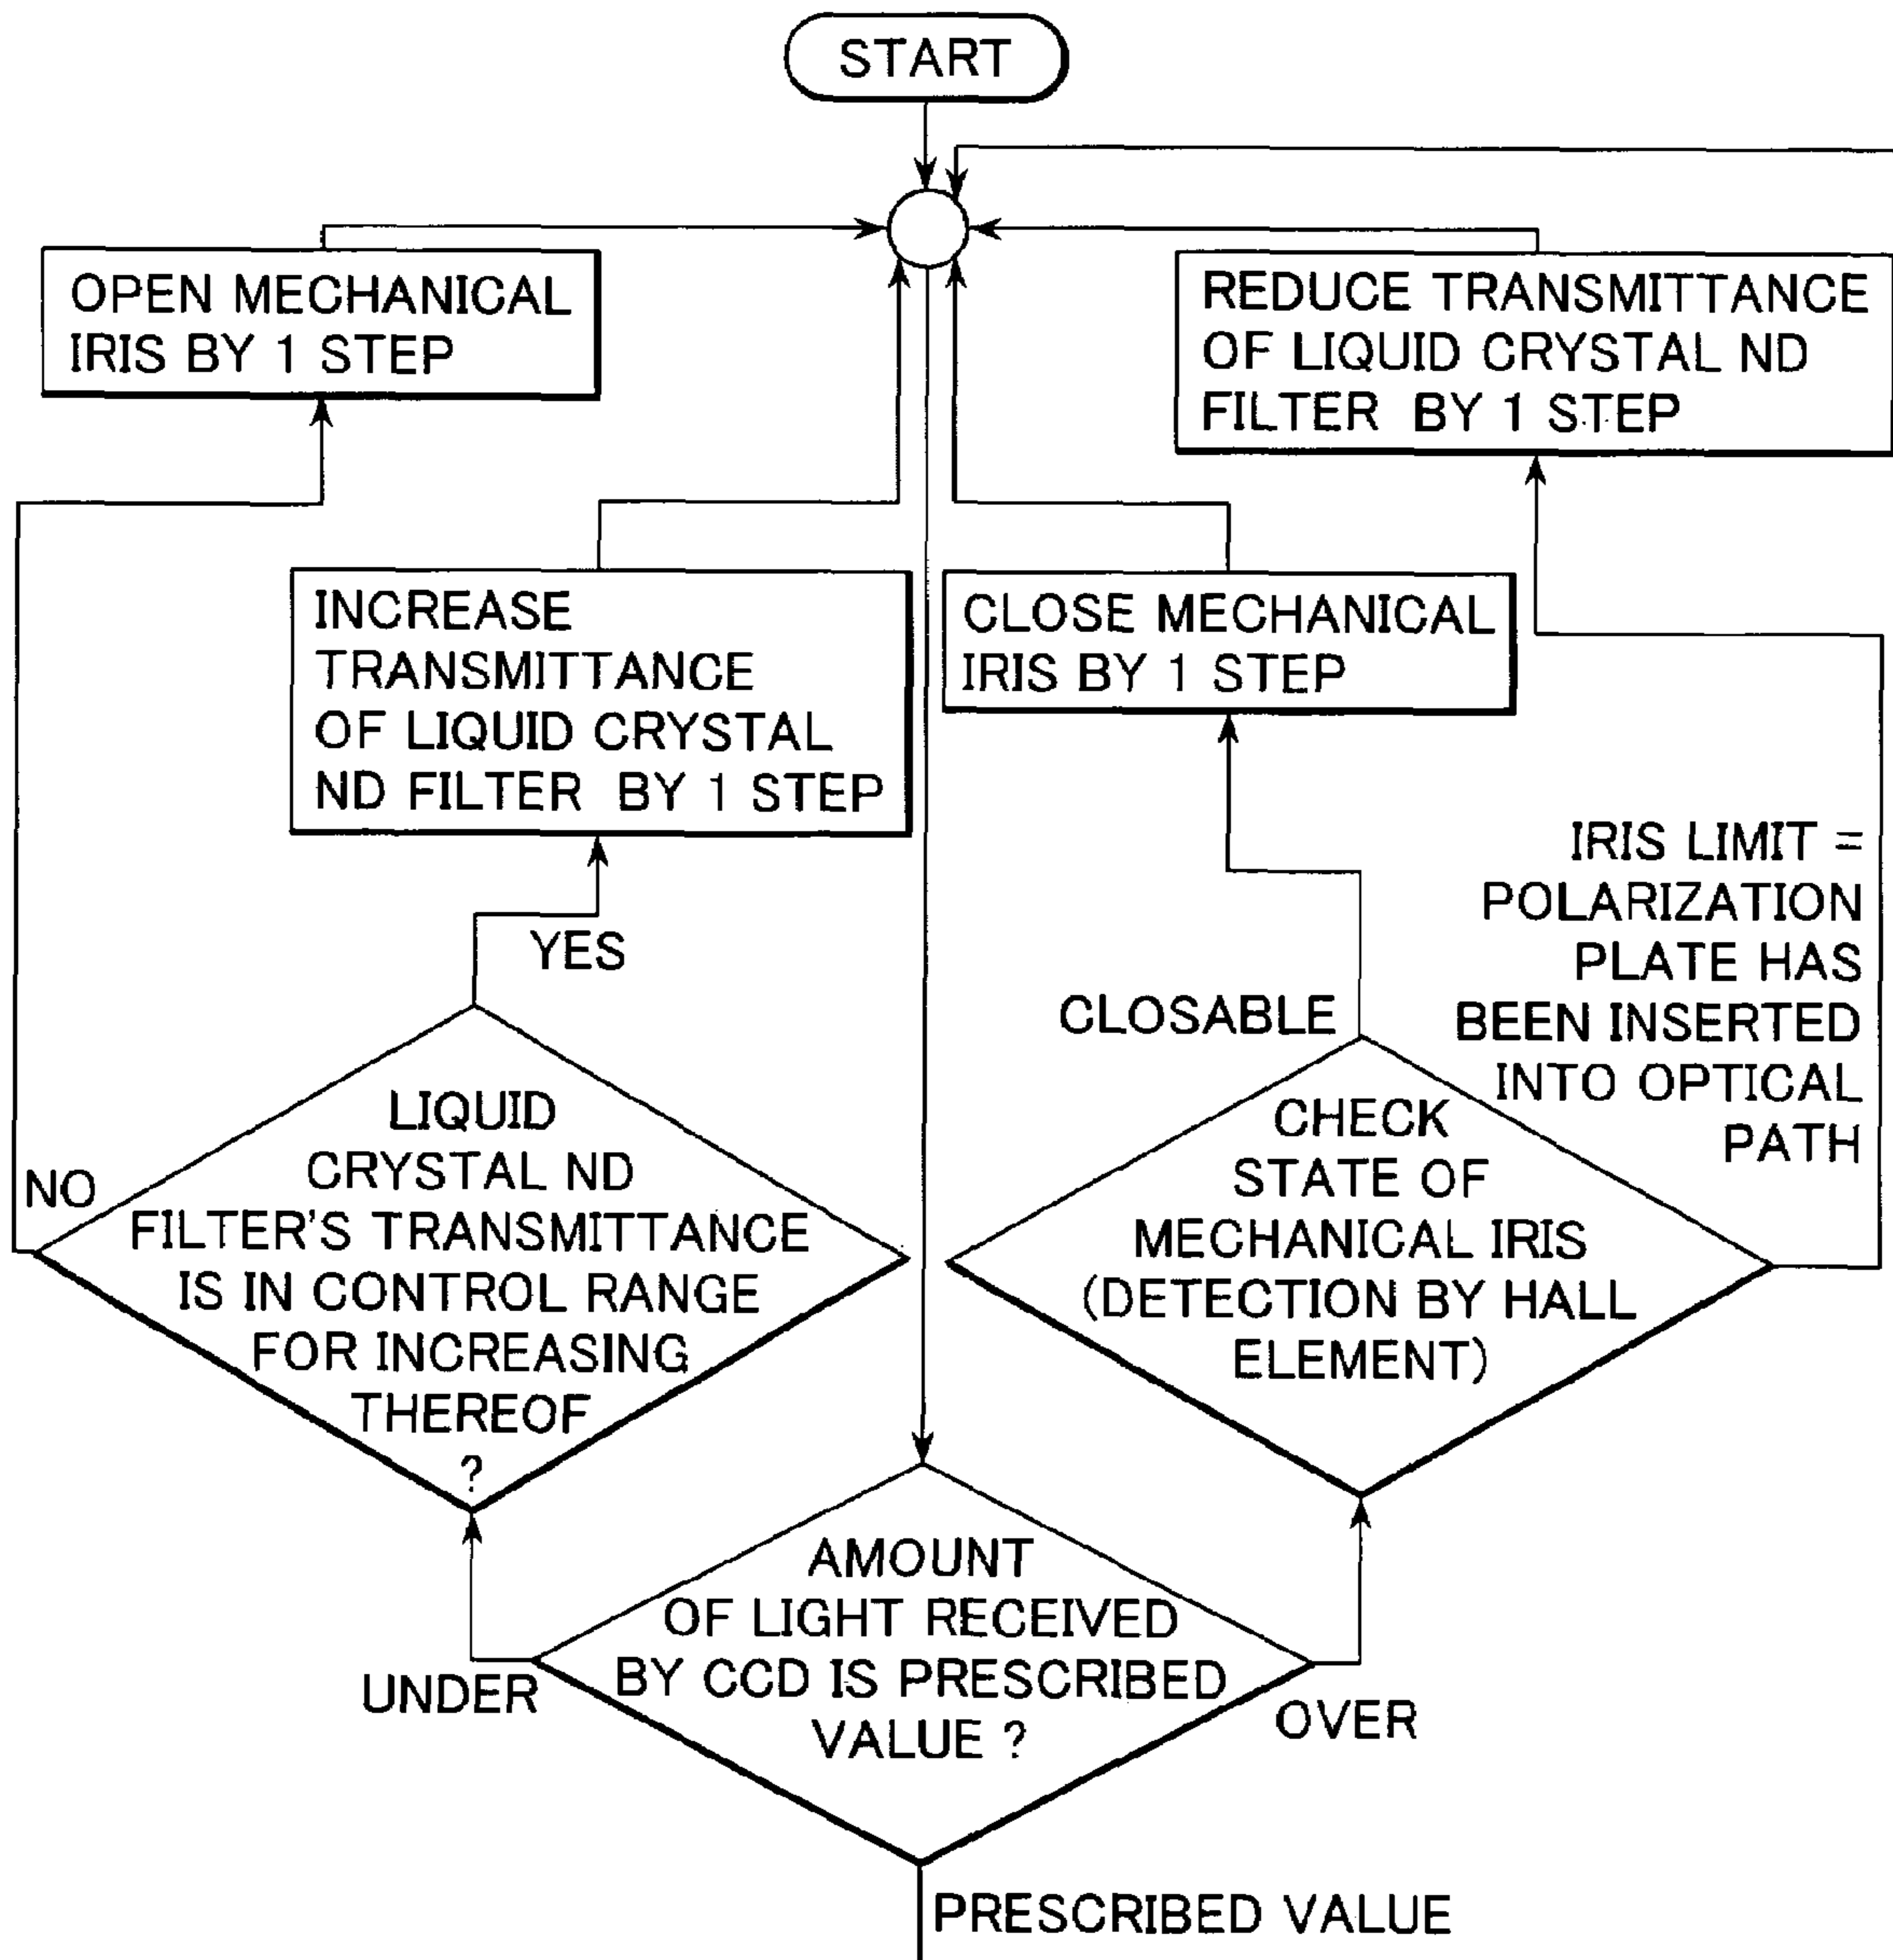 START
OPEN MECHANICAL
IRIS BY 1 STEP
REDUCE TRANSMITTANCE
OF LIQUID CRYSTAL ND
FILTER BY 1 STEP
INCREASE
TRANSMITTANCE
OF LIQUID CRYSTAL
ND FILTER BY 1 STEP
CLOSE MECHANICAL
IRIS BY 1 STEP
IRIS LIMIT =
POLARIZATION
PLATE HAS
BEEN INSERTED
INTO OPTICAL
PATH
YES
CLOSABLE
NO
LIQUID
CRYSTAL ND
FILTER'S TRANSMITTANCE
IS IN CONTROL RANGE
FOR INCREASING
THEREOF
?
CHECK
STATE OF
MECHANICAL IRIS
(DETECTION BY HALL
ELEMENT)
AMOUNT
OF LIGHT RECEIVED
BY CCD IS PRESCRIBED
VALUE ?
UNDER
OVER
PRESCRIBED VALUE